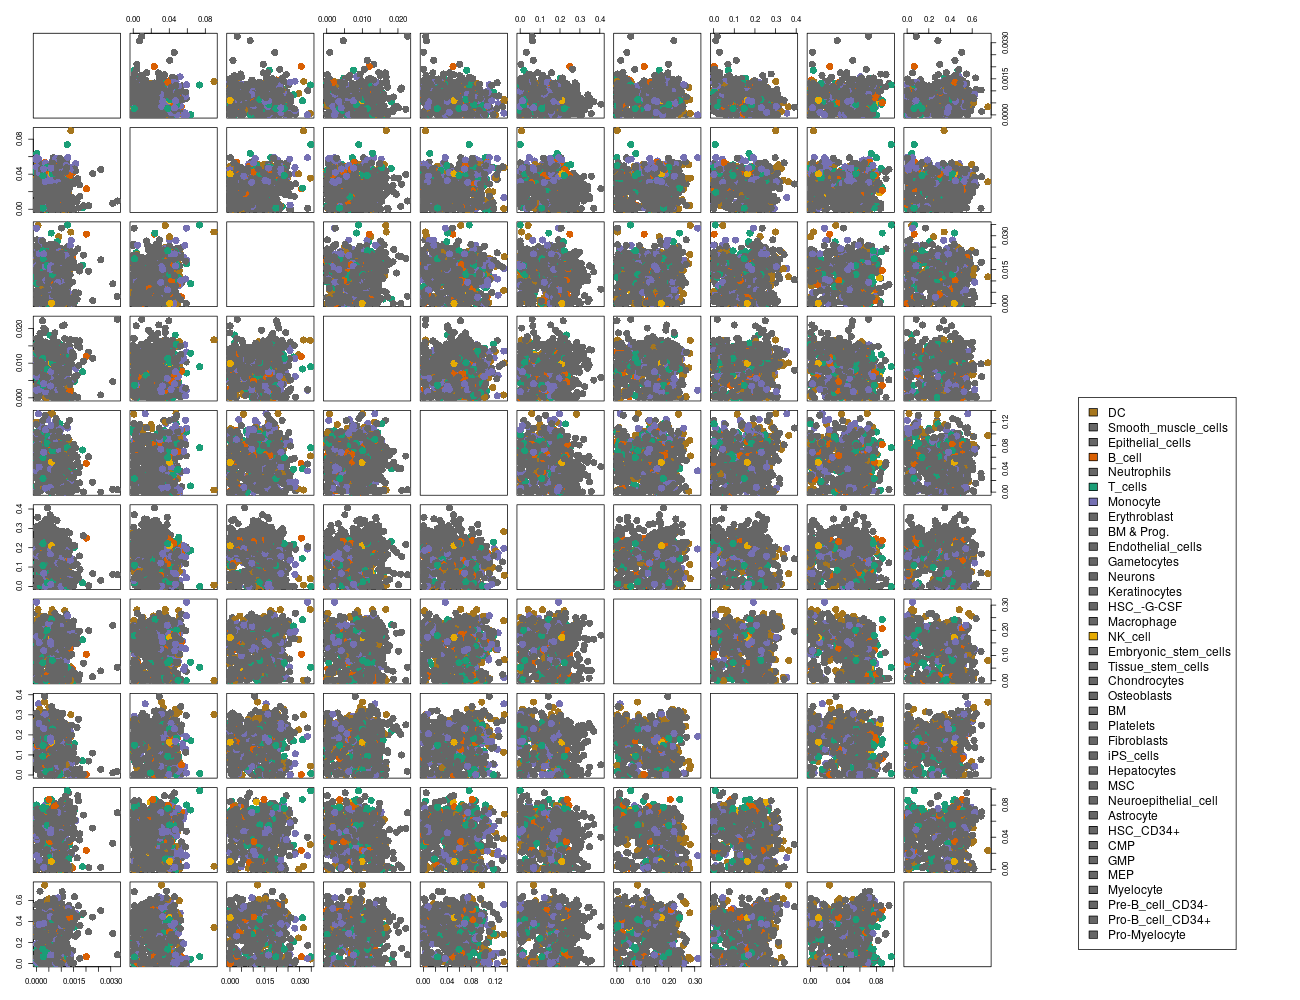 0.00 0.04 0.08 0.000 0.010 0.020 0.0 0.1 0.2 0.3 0.4 0.0 0.1 0.2 0.3 0.4 0.0 0.2 0.4 0.6
0.0000 0.0015 0.0030
0.00 0.04 0.08
0.000 0.015 0.030
0.000 0.010 0.020
0.00 0.04 0.08 0.12
0.0 0.1 0.2 0.3 0.4
0.00 0.10 0.20 0.30
0.0 0.1 0.2 0.3 0.4
0.00 0.04 0.08
0.0 0.2 0.4 0.6
0.0000 0.0015 0.0030 0.000 0.015 0.030 0.00 0.04 0.08 0.12 0.00 0.10 0.20 0.30 0.00 0.04 0.08
DC
Smooth_muscle_cells
Epithelial_cells
B_cell
Neutrophils
T_cells
Monocyte
Erythroblast
BM & Prog.
Endothelial_cells
Gametocytes
Neurons
Keratinocytes
HSC_-G-CSF
Macrophage
NK_cell
Embryonic_stem_cells
Tissue_stem_cells
Chondrocytes
Osteoblasts
BM
Platelets
Fibroblasts
iPS_cells
Hepatocytes
MSC
Neuroepithelial_cell
Astrocyte
HSC_CD34+
CMP
GMP
MEP
Myelocyte
Pre-B_cell_CD34-
Pro-B_cell_CD34+
Pro-Myelocyte